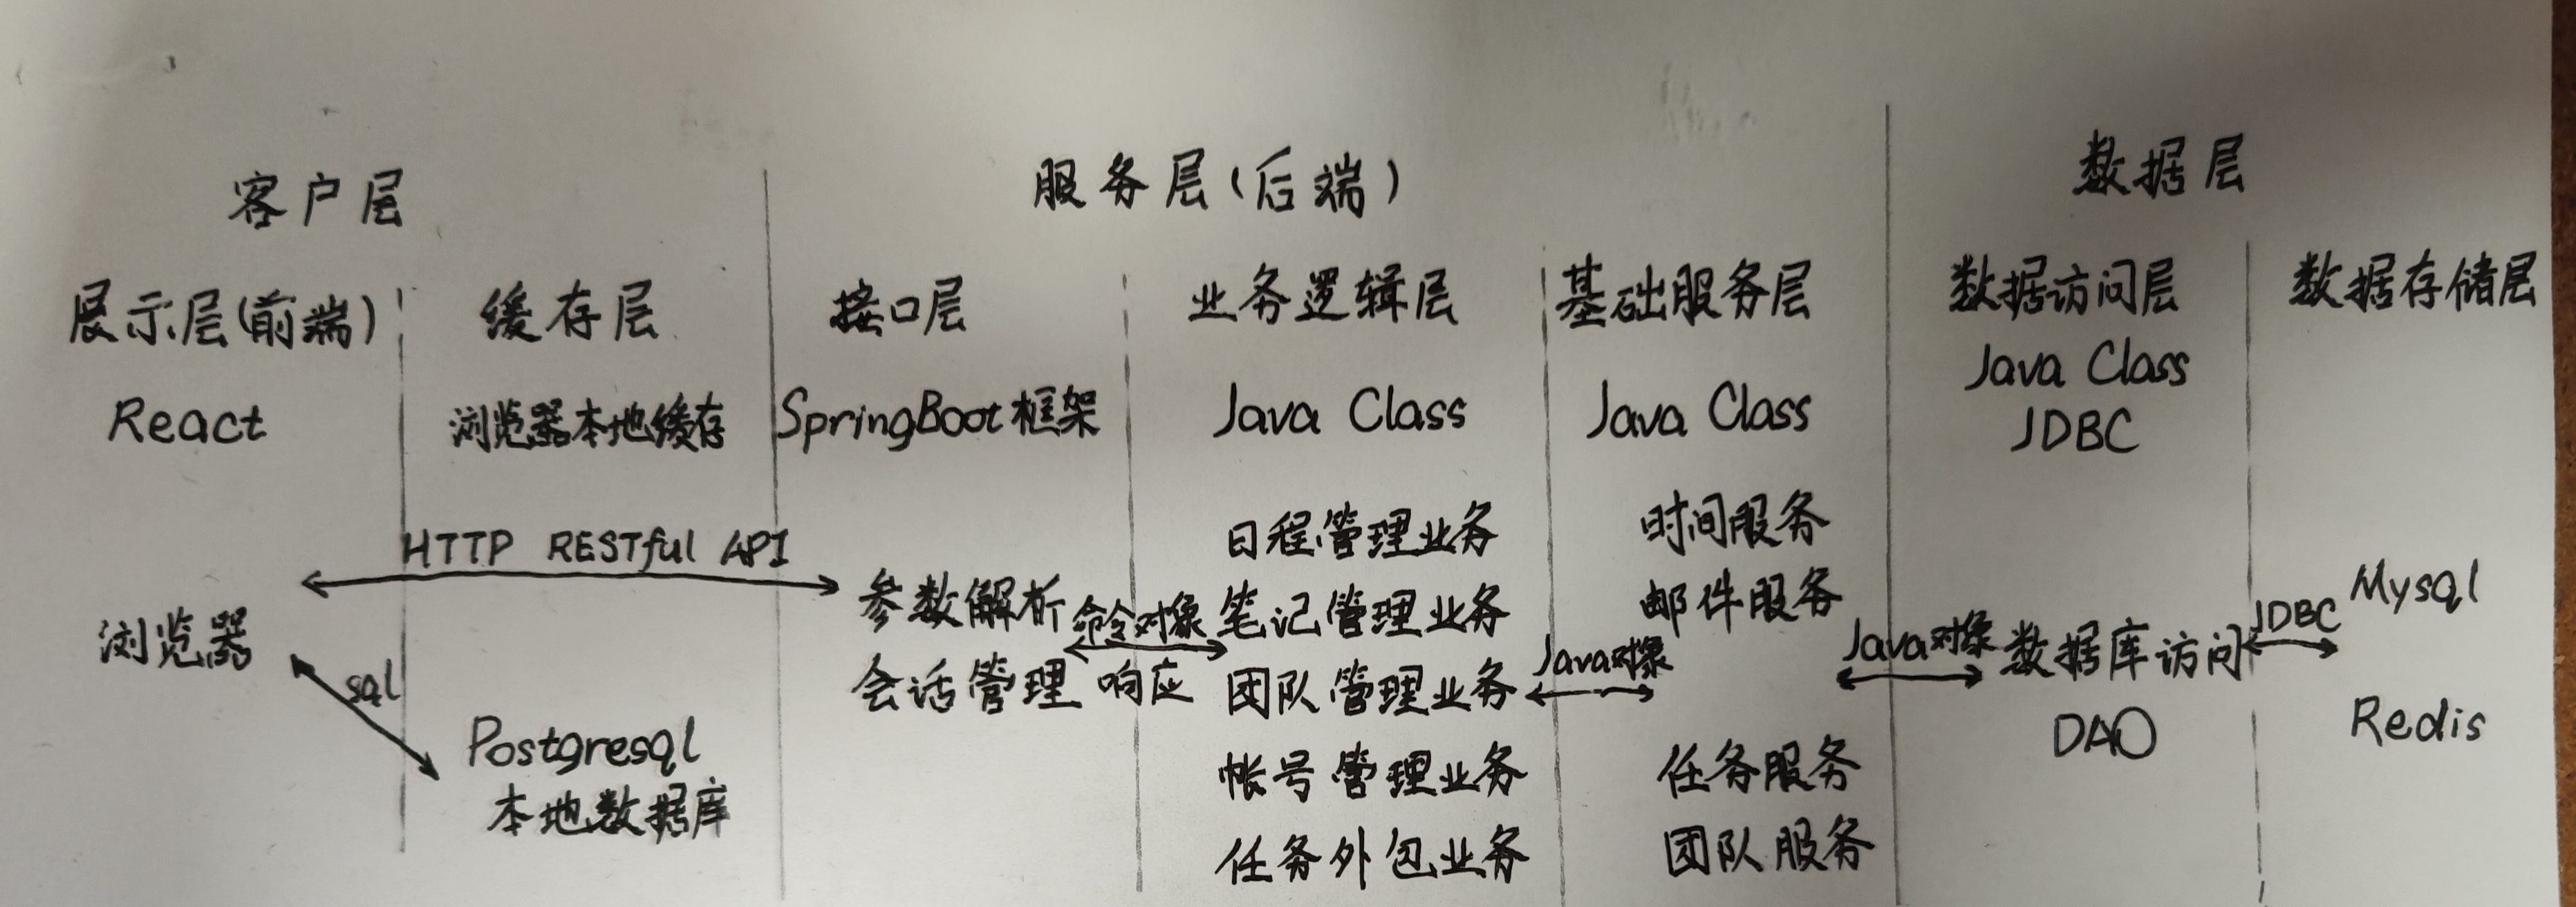 客户层
服务层(后端)
数据层
展示层(前端)
缓存层
接口层
业务逻辑层
基础服务层
数据访问层
数据存储层
React
浏览器本地缓存
SpringBoot框架
Java Class
Java Class
Java Class
JDBC
HTTP RESTful API
浏览器
sql
Postgresql
本地数据库
参数解析
会话管理
命令对象
响应
日程管理业务
笔记管理业务
团队管理业务
帐号管理业务
任务外包业务
Java对象
时间服务
邮件服务
任务服务
团队服务
Java对象
数据库访问
DAO
JDBC
Mysql
Redis